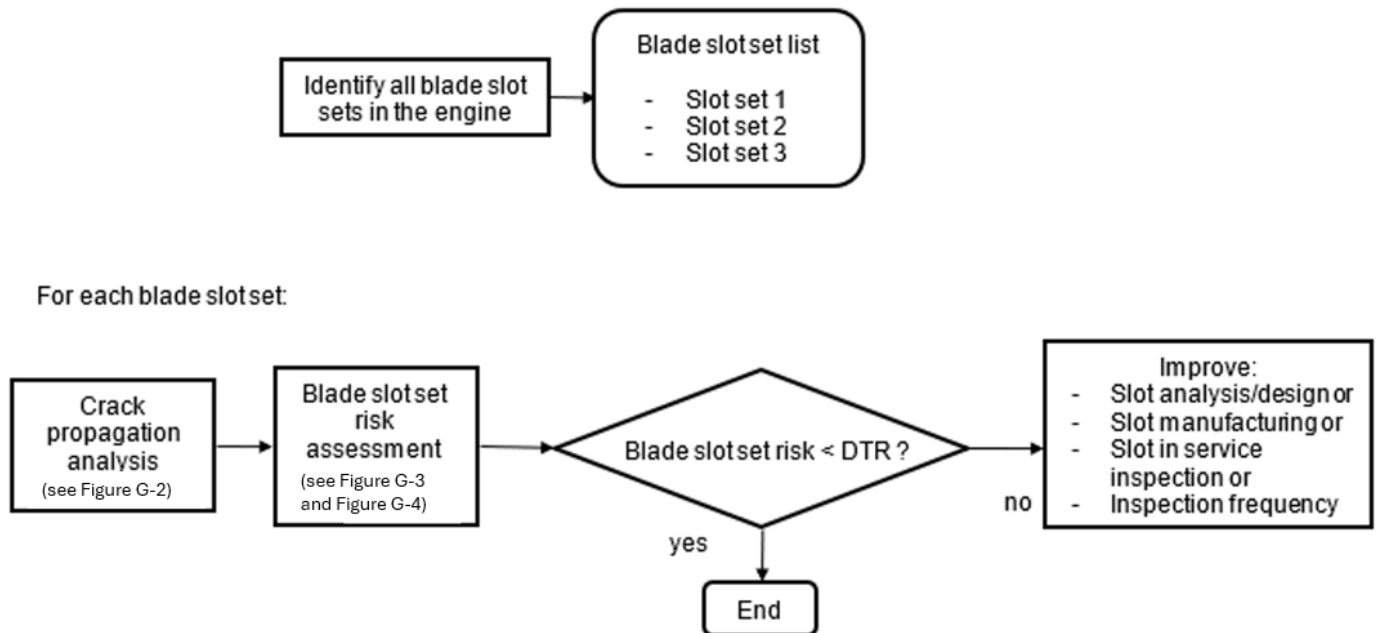 Identify all blade slot
sets in the engine
Blade slot set list
- Slot set 1
- Slot set 2
- Slot set 3
For each blade slot set:
Crack
propagation
analysis
(see Figure G-2)
Blade slot set
risk
assessment
(see Figure G-3
and Figure G-4)
Blade slot set risk < DTR ?
yes
End
no
Improve:
- Slot analysis/design or
- Slot manufacturing or
- Slot in service
inspection or
- Inspection frequency